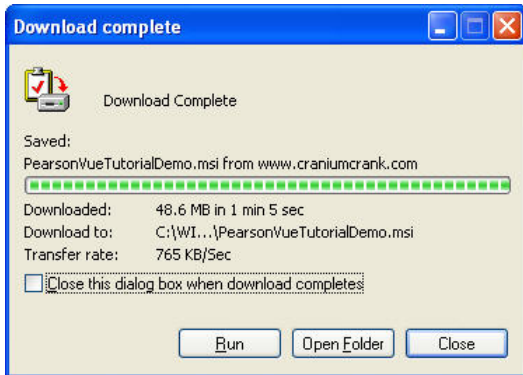 Download complete
Download Complete
Saved:
PearsonVueTutorialDemo.msi from www.craniumcrank.com
Downloaded: 48.6 MB in 1 min 5 sec
Download to: C:\WI...\PearsonVueTutorialDemo.msi
Transfer rate: 765 KB/Sec
Close this dialog box when download completes
Run Open Folder Close